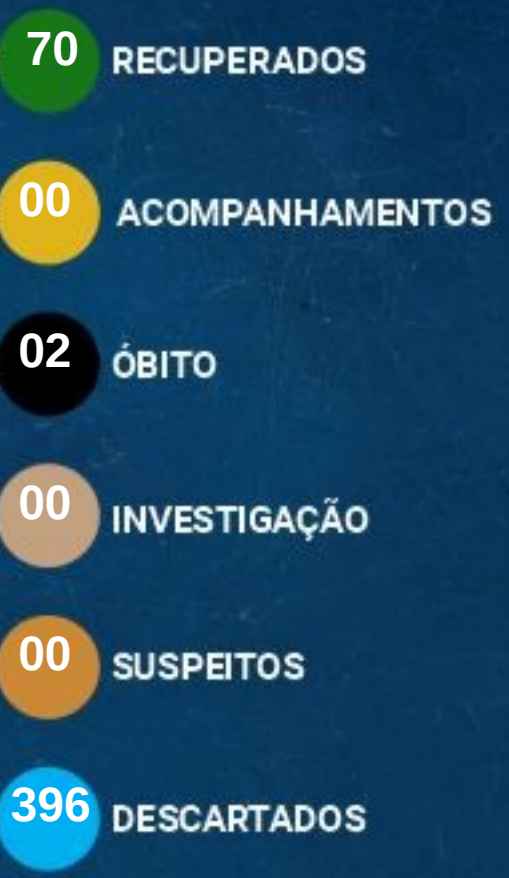 70 RECUPERADOS
00 ACOMPANHAMENTOS
02 ÓBITO
00 INVESTIGAÇÃO
00 SUSPEITOS
396 DESCARTADOS